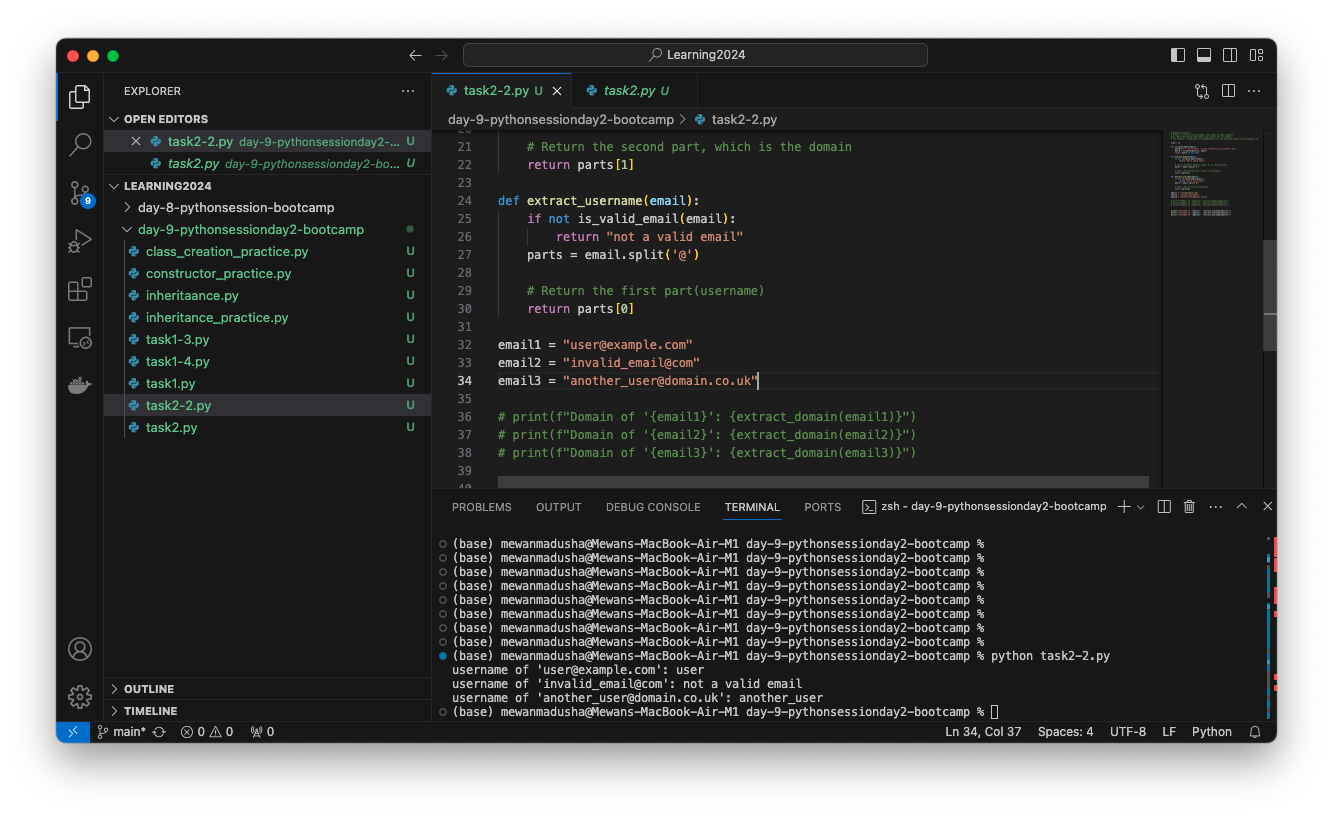 Learning2024
EXPLORER
OPEN EDITORS
task2-2.py day-9-pythonsessionday2-... U
task2.py day-9-pythonsessionday2-bo... U
LEARNING2024
day-8-pythonsession-bootcamp
day-9-pythonsessionday2-bootcamp
class_creation_practice.py U
constructor_practice.py U
inheritaance.py U
inheritance_practice.py U
task1-3.py U
task1-4.py U
task1.py U
task2-2.py U
task2.py U
OUTLINE
TIMELINE
task2-2.py U
task2.py U
day-9-pythonsessionday2-bootcamp > task2-2.py
20
21 # Return the second part, which is the domain
22 return parts[1]
23
24 def extract_username(email):
25 if not is_valid_email(email):
26 return "not a valid email"
27 parts = email.split('@')
28
29 # Return the first part(username)
30 return parts[0]
31
32 email1 = "user@example.com"
33 email2 = "invalid_email@com"
34 email3 = "another_user@domain.co.uk"
35
36 # print(f"Domain of '{email1}': {extract_domain(email1)}")
37 # print(f"Domain of '{email2}': {extract_domain(email2)}")
38 # print(f"Domain of '{email3}': {extract_domain(email3)}")
39
40
PROBLEMS OUTPUT DEBUG CONSOLE TERMINAL PORTS zsh - day-9-pythonsessionday2-bootcamp
(base) mewanmadusha@Mewans-MacBook-Air-M1 day-9-pythonsessionday2-bootcamp %
(base) mewanmadusha@Mewans-MacBook-Air-M1 day-9-pythonsessionday2-bootcamp %
(base) mewanmadusha@Mewans-MacBook-Air-M1 day-9-pythonsessionday2-bootcamp %
(base) mewanmadusha@Mewans-MacBook-Air-M1 day-9-pythonsessionday2-bootcamp %
(base) mewanmadusha@Mewans-MacBook-Air-M1 day-9-pythonsessionday2-bootcamp %
(base) mewanmadusha@Mewans-MacBook-Air-M1 day-9-pythonsessionday2-bootcamp %
(base) mewanmadusha@Mewans-MacBook-Air-M1 day-9-pythonsessionday2-bootcamp %
(base) mewanmadusha@Mewans-MacBook-Air-M1 day-9-pythonsessionday2-bootcamp %
(base) mewanmadusha@Mewans-MacBook-Air-M1 day-9-pythonsessionday2-bootcamp % python task2-2.py
username of 'user@example.com': user
username of 'invalid_email@com': not a valid email
username of 'another_user@domain.co.uk': another_user
(base) mewanmadusha@Mewans-MacBook-Air-M1 day-9-pythonsessionday2-bootcamp %
9
main* 0 0 0 Ln 34, Col 37 Spaces: 4 UTF-8 LF Python